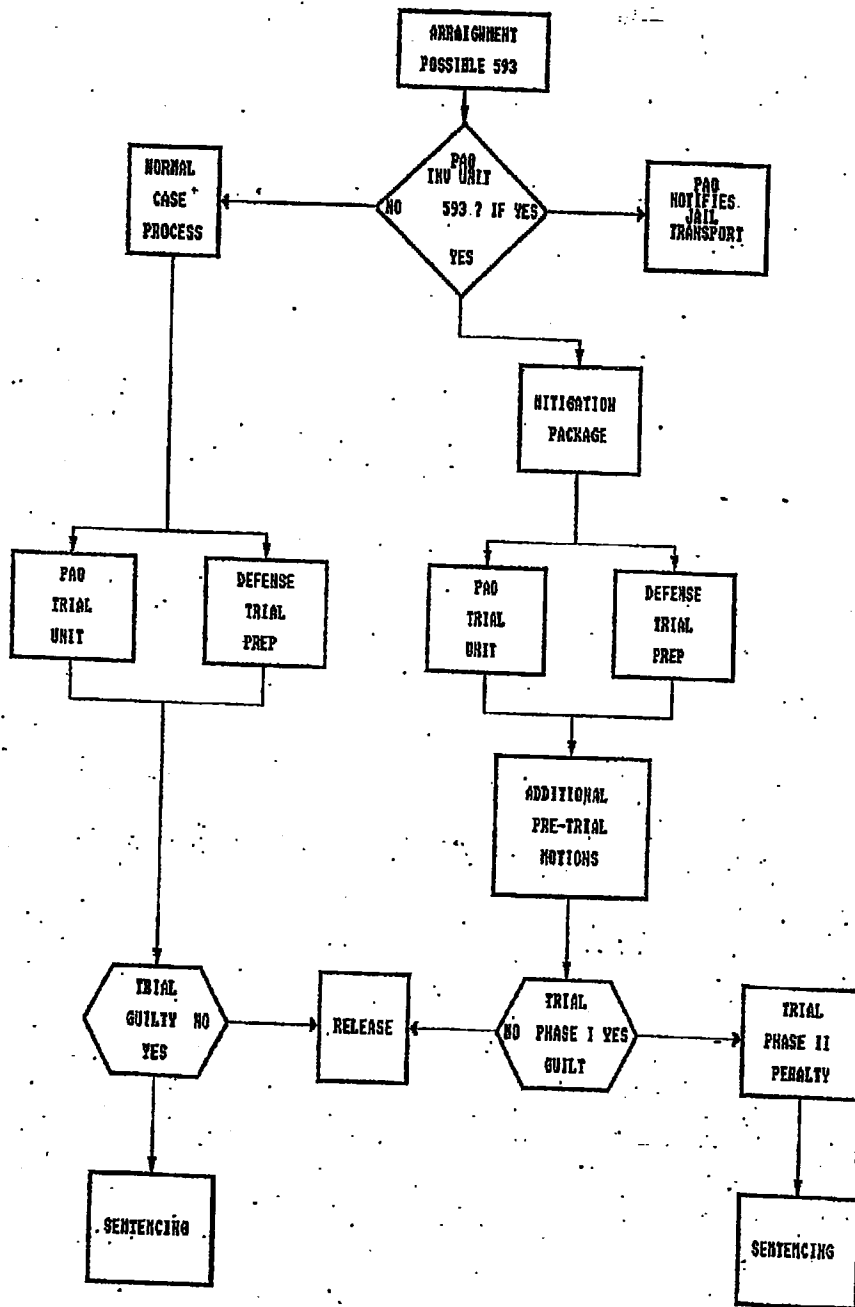 ARRAIGNMENT
POSSIBLE 593
PAO
INV UNIT
NO 593 ? IF YES
YES
NORMAL
CASE
PROCESS
PAO
NOTIFIES
JAIL
TRANSPORT
MITIGATION
PACKAGE
PAO
TRIAL
UNIT
DEFENSE
TRIAL
PREP
PAO
TRIAL
UNIT
DEFENSE
TRIAL
PREP
ADDITIONAL
PRE-TRIAL
MOTIONS
TRIAL
GUILTY NO
YES
RELEASE
TRIAL
NO PHASE I YES
GUILT
TRIAL
PHASE II
PENALTY
SENTENCING
SENTENCING